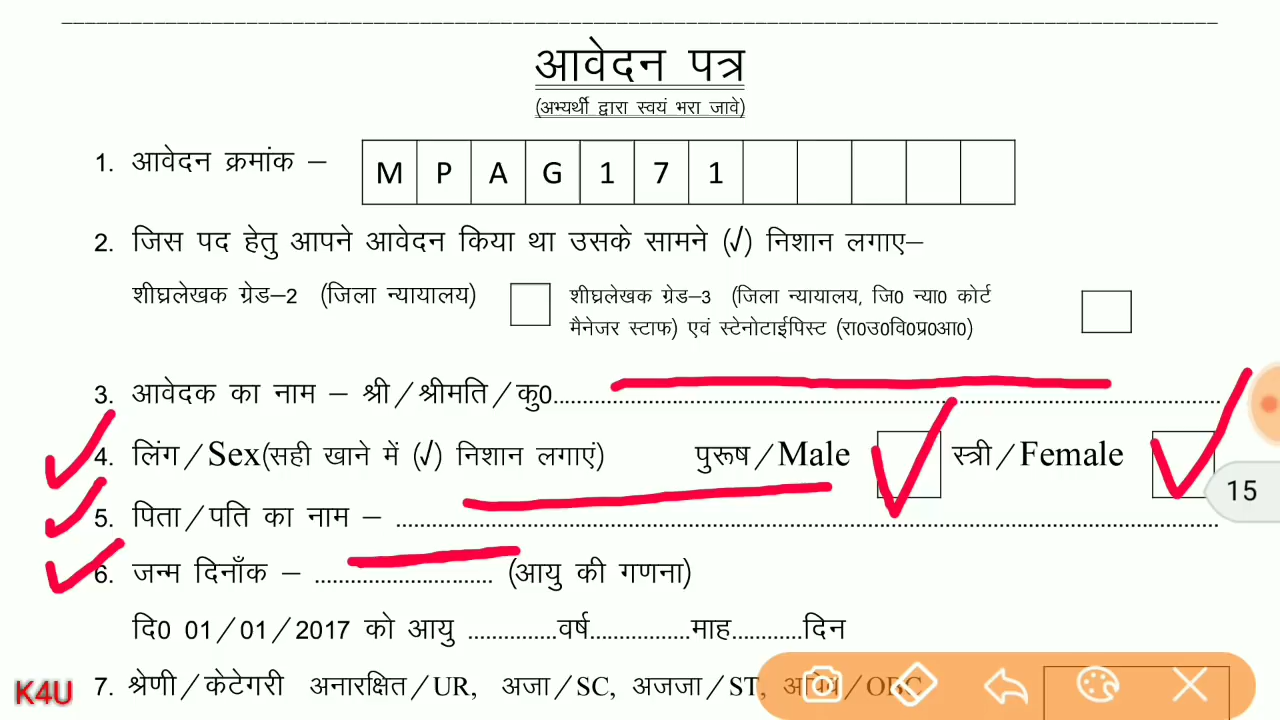 आवेदन पत्र
(अभ्यर्थी द्वारा स्वयं भरा जावे)
1. आवेदन क्रमांक – M P A G 1 7 1
2. जिस पद हेतु आपने आवेदन किया था उसके सामने (√) निशान लगाए–
शीघ्रलेखक ग्रेड–2 (जिला न्यायालय) शीघ्रलेखक ग्रेड–3 (जिला न्यायालय, जि0 न्या0 कोर्ट
मैनेजर स्टाफ) एवं स्टेनोटाईपिस्ट (रा0उ0वि0प्र0आ0)
3. आवेदक का नाम – श्री/श्रीमति/कु0....................
4. लिंग/Sex(सही खाने में (√) निशान लगाएं) पुरूष/Male स्त्री/Female
15
5. पिता/पति का नाम – ....................
6. जन्म दिनाँक – .................... (आयु की गणना)
दि0 01/01/2017 को आयु ...............वर्ष.................माह............दिन
7. श्रेणी/केटेगरी अनारक्षित/UR, अजा/SC, अजजा/ST, अपिव/OBC
K4U